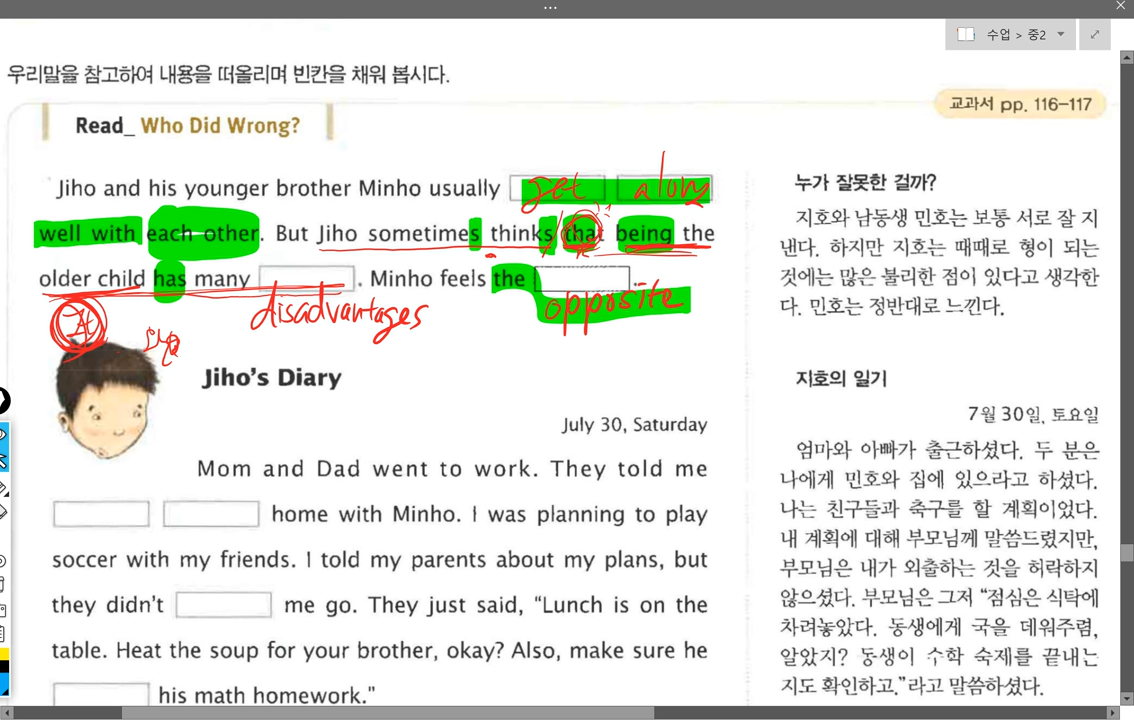 ...
수업 > 중2
우리말을 참고하여 내용을 떠올리며 빈칸을 채워 봅시다.
교과서 pp. 116–117
Read_ Who Did Wrong?
Jiho and his younger brother Minho usually get along
well with each other. But Jiho sometimes thinks that being the
older child has many disadvantages. Minho feels the opposite.
Jiho's Diary
July 30, Saturday
Mom and Dad went to work. They told me
home with Minho. I was planning to play
soccer with my friends. I told my parents about my plans, but
they didn't me go. They just said, "Lunch is on the
table. Heat the soup for your brother, okay? Also, make sure he
his math homework."
누가 잘못한 걸까?
지호와 남동생 민호는 보통 서로 잘 지
낸다. 하지만 지호는 때때로 형이 되는
것에는 많은 불리한 점이 있다고 생각한
다. 민호는 정반대로 느낀다.
지호의 일기
7월 30일, 토요일
엄마와 아빠가 출근하셨다. 두 분은
나에게 민호와 집에 있으라고 하셨다.
나는 친구들과 축구를 할 계획이었다.
내 계획에 대해 부모님께 말씀드렸지만,
부모님은 내가 외출하는 것을 허락하지
않으셨다. 부모님은 그저 "점심은 식탁에
차려놓았다. 동생에게 국을 데워주렴,
알았지? 동생이 수학 숙제를 끝내는
지도 확인하고."라고 말씀하셨다.